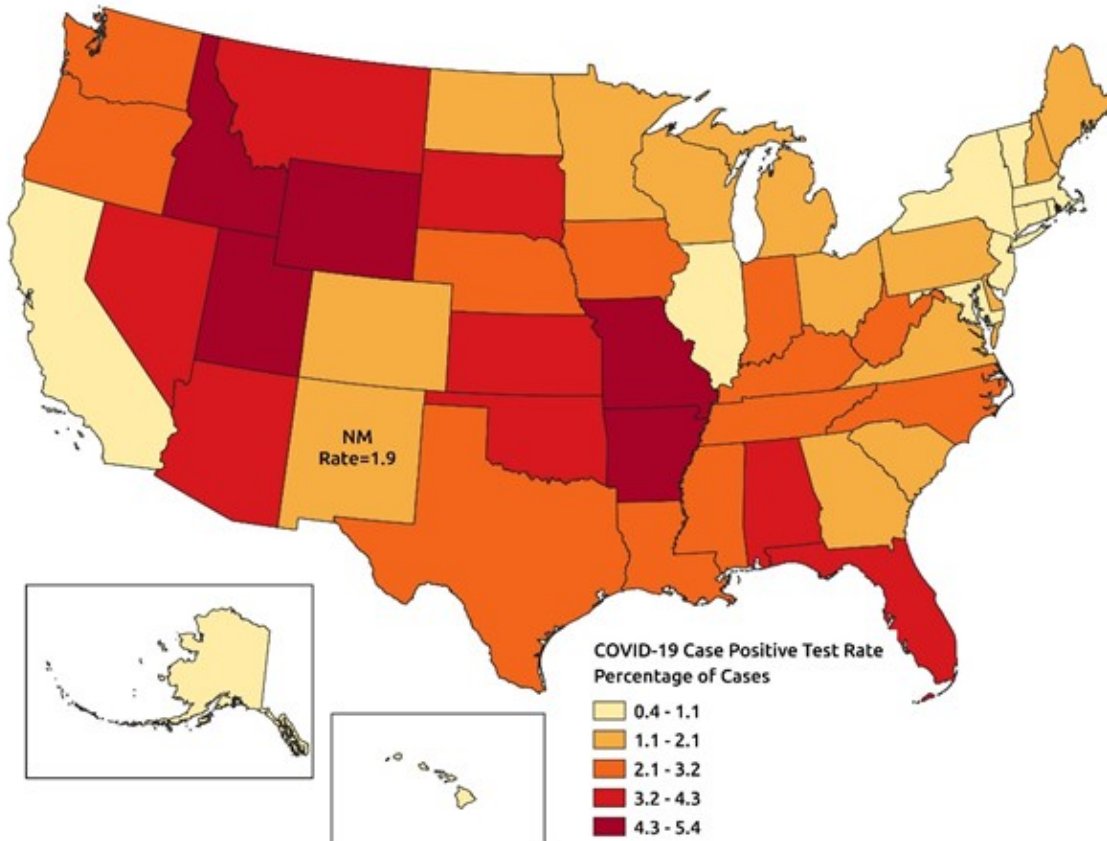 NM
Rate=1.9
COVID-19 Case Positive Test Rate
Percentage of Cases
0.4 - 1.1
1.1 - 2.1
2.1 - 3.2
3.2 - 4.3
4.3 - 5.4